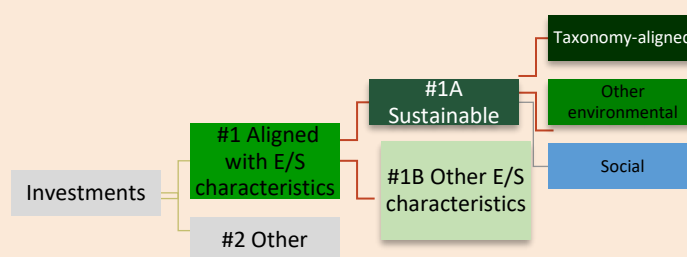 Taxonomy-aligned
#1A
Sustainable
Other
environmental
#1 Aligned
with E/S
characteristics
#1B Other E/S
characteristics
Social
Investments
#2 Other